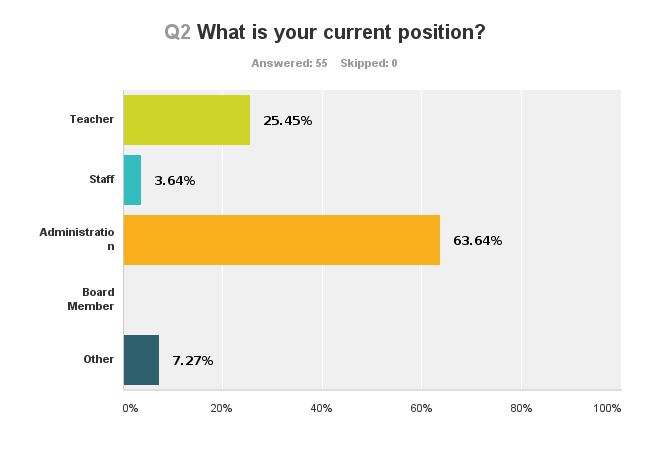 Q2 What is your current position?
Answered: 55 Skipped: 0
Teacher
25.45%
Staff
3.64%
Administratio
n
63.64%
Board
Member
Other
7.27%
0% 20% 40% 60% 80% 100%